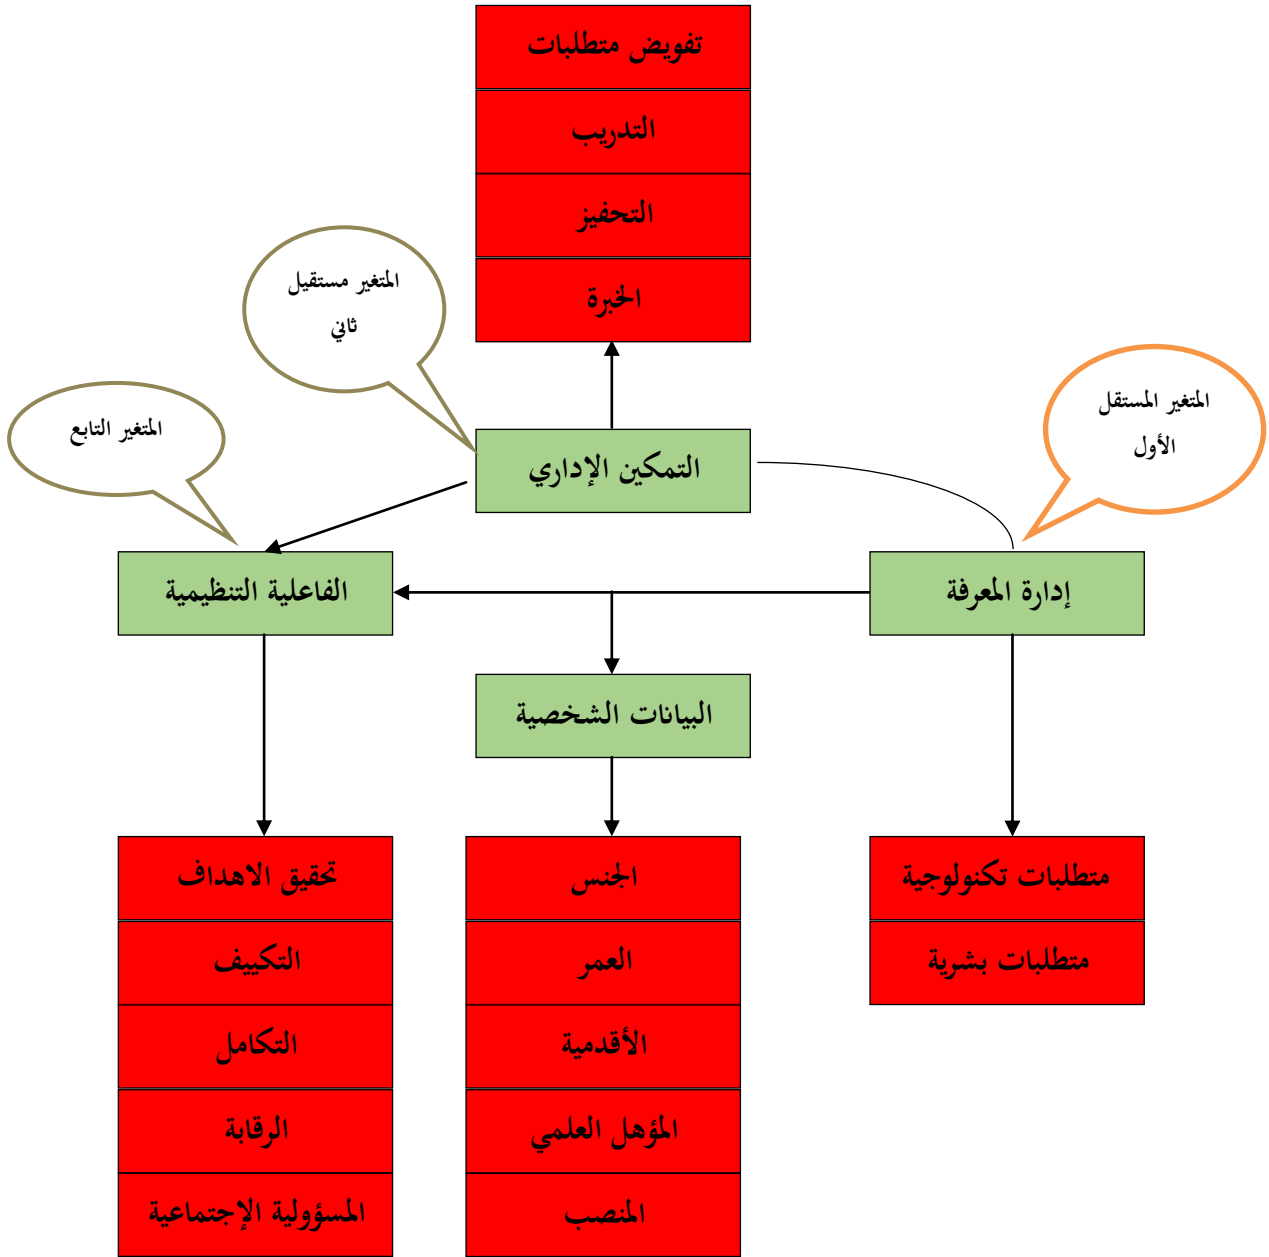 تفويض متطلبات
التدريب
التحفيز
الخبرة
المتغير مستقيل
ثاني
المتغير المستقل
الأول
المتغير التابع
التمكين الإداري
إدارة المعرفة
الفاعلية التنظيمية
البيانات الشخصية
متطلبات تكنولوجية
متطلبات بشرية
الجنس
العمر
الأقدمية
المؤهل العلمي
المنصب
تحقيق الاهداف
التكييف
التكامل
الرقابة
المسؤولية الإجتماعية